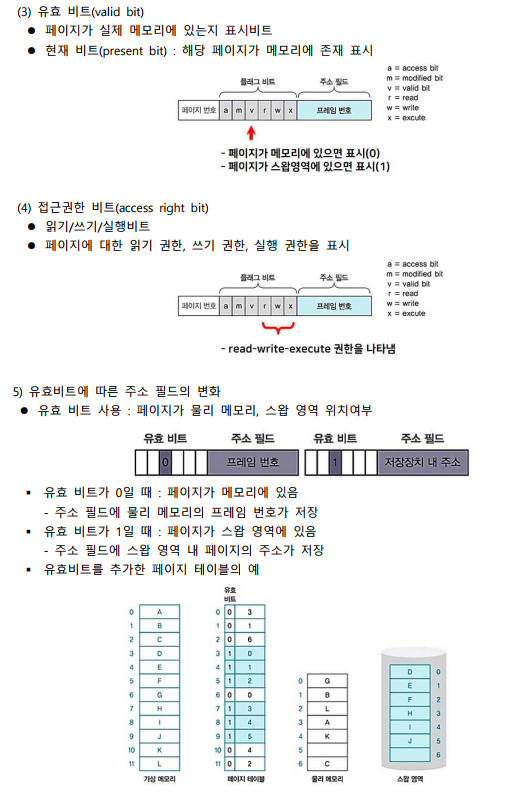 (3) 유효 비트(valid bit)
● 페이지가 실제 메모리에 있는지 표시비트
● 현재 비트(present bit) : 해당 페이지가 메모리에 존재 표시
플래그 비트 주소 필드
페이지 번호 a m v r w x 프레임 번호
a = access bit
m = modified bit
v = valid bit
r = read
w = write
x = excute
- 페이지가 메모리에 있으면 표시(0)
- 페이지가 스왑영역에 있으면 표시(1)
(4) 접근권한 비트(access right bit)
● 읽기/쓰기/실행비트
● 페이지에 대한 읽기 권한, 쓰기 권한, 실행 권한을 표시
플래그 비트 주소 필드
페이지 번호 a m v r w x 프레임 번호
a = access bit
m = modified bit
v = valid bit
r = read
w = write
x = excute
- read-write-execute 권한을 나타냄
5) 유효비트에 따른 주소 필드의 변화
● 유효 비트 사용 : 페이지가 물리 메모리, 스왑 영역 위치여부
유효 비트 주소 필드 유효 비트 주소 필드
0 프레임 번호 1 저장장치 내 주소
▪ 유효 비트가 0일 때 : 페이지가 메모리에 있음
- 주소 필드에 물리 메모리의 프레임 번호가 저장
▪ 유효 비트가 1일 때 : 페이지가 스왑 영역에 있음
- 주소 필드에 스왑 영역 내 페이지의 주소가 저장
▪ 유효비트를 추가한 페이지 테이블의 예
0 A
1 B
2 C
3 D
4 E
5 F
6 G
7 H
8 I
9 J
10 K
11 L
가상 메모리
유효
비트
0 0 3
1 0 1
2 0 6
3 1 0
4 1 1
5 1 2
6 0 0
7 1 3
8 1 4
9 1 5
10 0 4
11 0 2
페이지 테이블
0 G
1 B
2 L
3 A
4 K
5
6 C
물리 메모리
D 0
E 1
F 2
H 3
I 4
J 5
6
스왑 영역